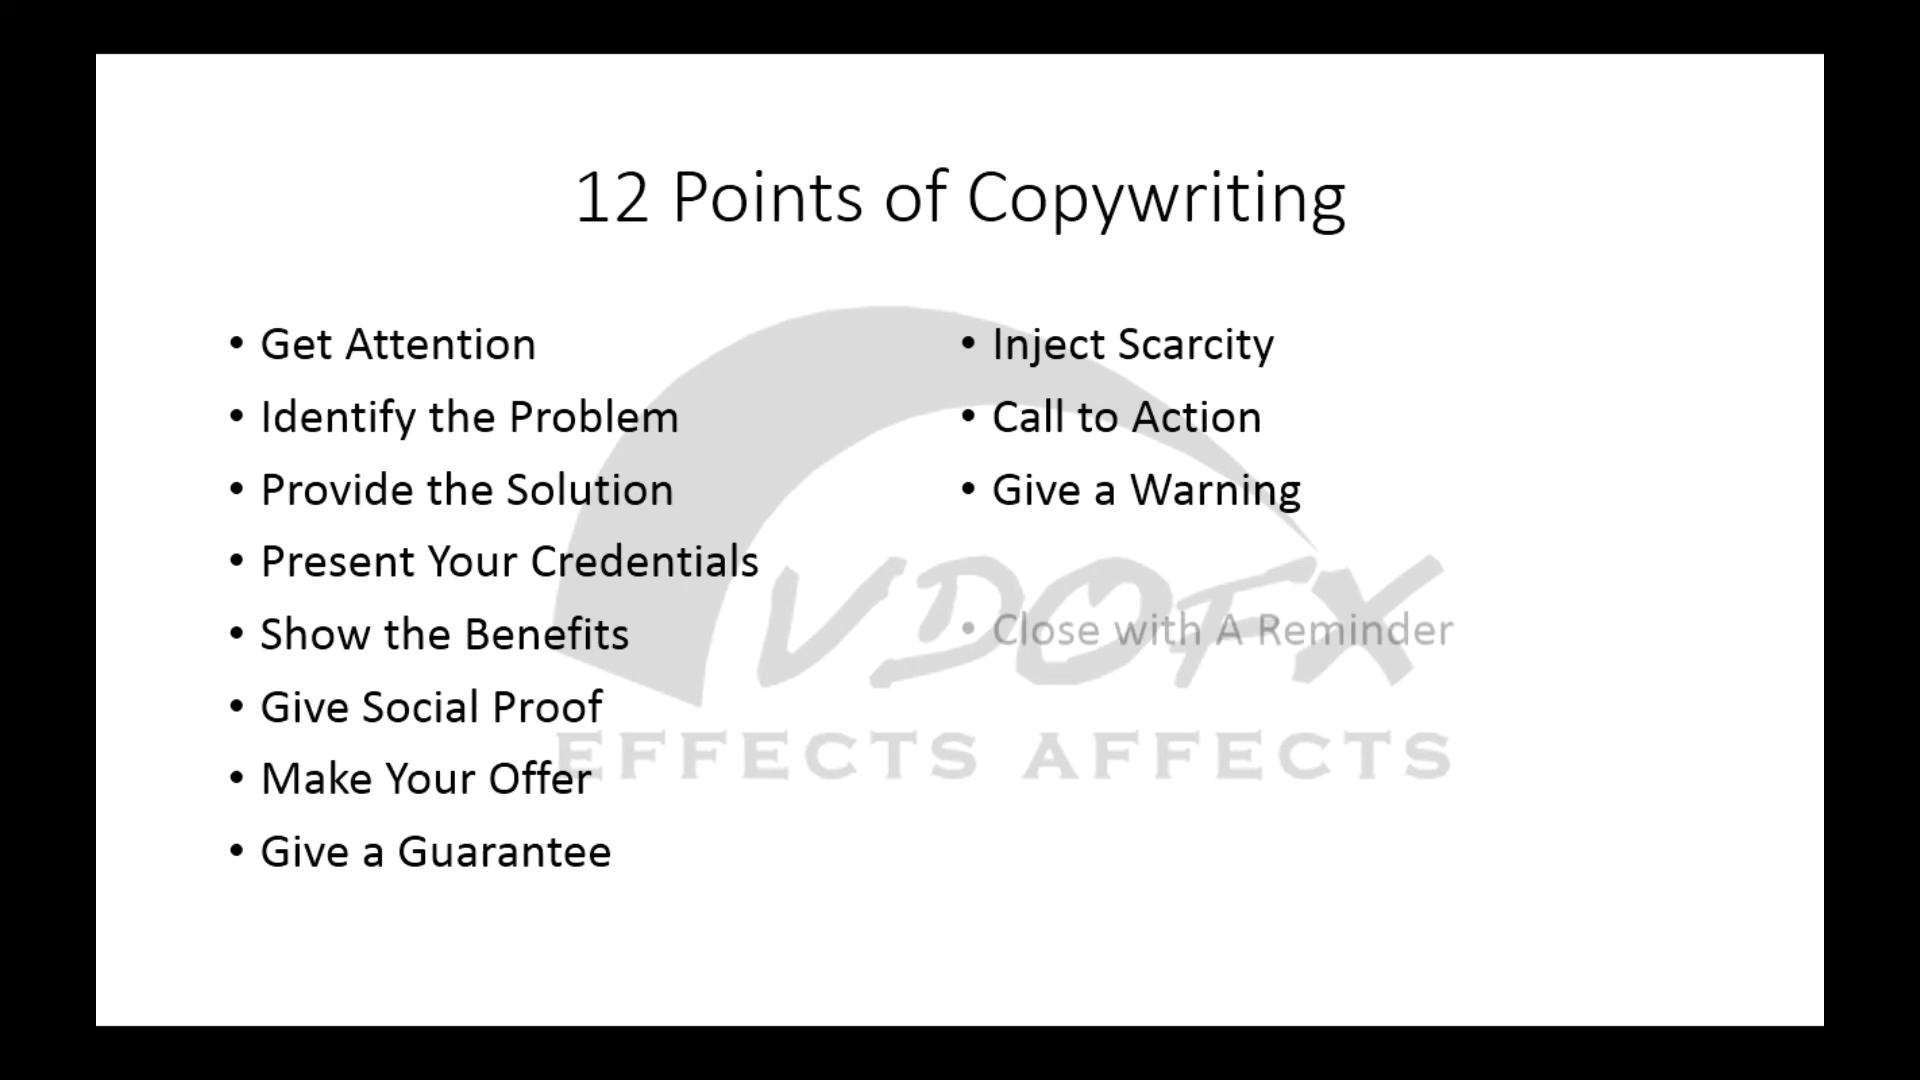 12 Points of Copywriting
• Get Attention
• Identify the Problem
• Provide the Solution
• Present Your Credentials
• Show the Benefits
• Give Social Proof
• Make Your Offer
• Give a Guarantee
• Inject Scarcity
• Call to Action
• Give a Warning
• Close with A Reminder
VDOFX
EFFECTS AFFECTS